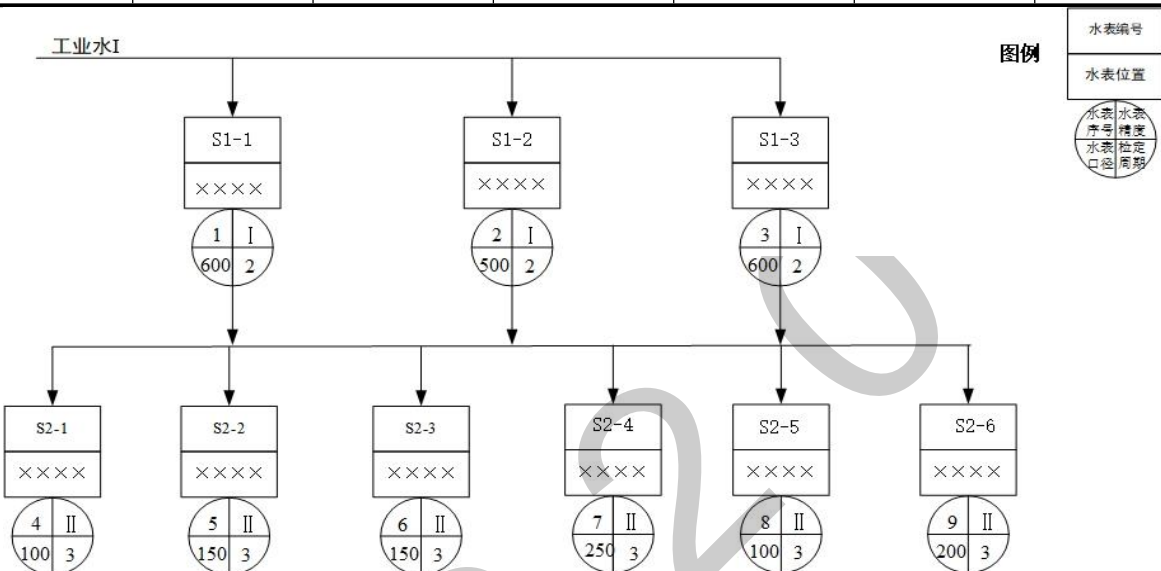 工业水I
图例
水表编号
水表位置
水表 水表
序号 精度
水表 检定
口径 周期
S1-1 S1-2 S1-3
×××× ×××× ××××
1 Ⅰ 2 Ⅰ 3 Ⅰ
600 2 500 2 600 2
S2-1 S2-2 S2-3 S2-4 S2-5 S2-6
×××× ×××× ×××× ×××× ×××× ××××
4 Ⅱ 5 Ⅱ 6 Ⅱ 7 Ⅱ 8 Ⅱ 9 Ⅱ
100 3 150 3 150 3 250 3 100 3 200 3